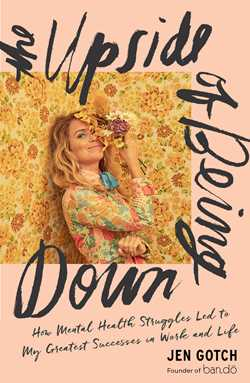 the Upside
of Being
Down
How Mental Health Struggles Led to
My Greatest Successes in Work and Life
JEN GOTCH
Founder of ban.dō